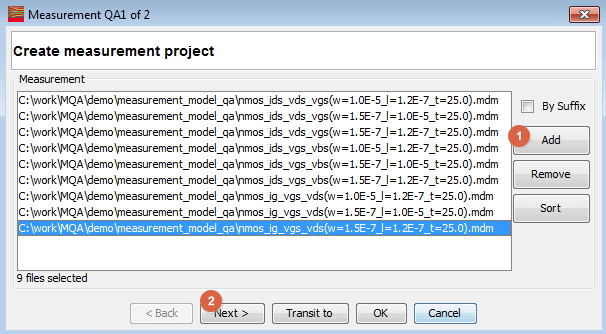 Measurement QA1 of 2
Create measurement project
Measurement
C:\work\MQA\demo\measurement_model_qa\nmos_ids_vds_vgs(w=1.0E-5_l=1.2E-7_t=25.0).mdm
C:\work\MQA\demo\measurement_model_qa\nmos_ids_vds_vgs(w=1.5E-7_l=1.0E-5_t=25.0).mdm
C:\work\MQA\demo\measurement_model_qa\nmos_ids_vds_vgs(w=1.5E-7_l=1.2E-7_t=25.0).mdm
C:\work\MQA\demo\measurement_model_qa\nmos_ids_vgs_vbs(w=1.0E-5_l=1.2E-7_t=25.0).mdm
C:\work\MQA\demo\measurement_model_qa\nmos_ids_vgs_vbs(w=1.5E-7_l=1.0E-5_t=25.0).mdm
C:\work\MQA\demo\measurement_model_qa\nmos_ids_vgs_vbs(w=1.5E-7_l=1.2E-7_t=25.0).mdm
C:\work\MQA\demo\measurement_model_qa\nmos_ig_vgs_vds(w=1.0E-5_l=1.2E-7_t=25.0).mdm
C:\work\MQA\demo\measurement_model_qa\nmos_ig_vgs_vds(w=1.5E-7_l=1.0E-5_t=25.0).mdm
C:\work\MQA\demo\measurement_model_qa\nmos_ig_vgs_vds(w=1.5E-7_l=1.2E-7_t=25.0).mdm
By Suffix
1
Add
Remove
Sort
9 files selected
2
< Back
Next >
Transit to
OK
Cancel